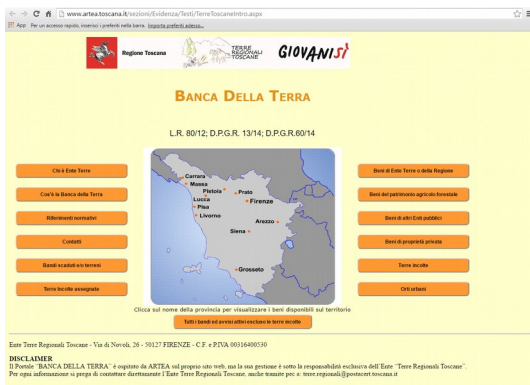 www.artea.toscana.it/sezioni/Evidenza/Testi/TerreToscaneIntro.aspx
App Per un accesso rapido, inserisci i preferiti nella barra. Importa preferiti adesso...
Regione Toscana
TERRE
REGIONALI
TOSCANE
GIOVANISÌ
BANCA DELLA TERRA
L.R. 80/12; D.P.G.R. 13/14; D.P.G.R.60/14
Chi è Ente Terre
Cos'è la Banca della Terra
Riferimenti normativi
Contatti
Bandi scaduti e/o terresi
Terre Incolte assegnate
Carrara
Massa
Pistoia
Prato
Lucca
Firenze
Pisa
Livorno
Arezzo
Siena
Grosseto
Beni di Ente Terre o della Regione
Beni del patrimonio agricolo forestale
Beni di altri Enti pubblici
Beni di proprietà privata
Terre incolte
Orti urbani
Clicca sul nome della provincia per visualizzare i beni disponibili sul territorio
Tutti i bandi ed avvisi attivi escluso le terre incolte
Ente Terre Regionali Toscane - Via di Novoli, 26 - 50127 FIRENZE - C.F. e P.IVA 00316400530
DISCLAIMER
Il Portale "BANCA DELLA TERRA" è ospitato da ARTEA sul proprio sito web, ma la sua gestione è sotto la responsabilità esclusiva dell'Ente "Terre Regionali Toscane".
Per ogni informazione si prega di contattare direttamente l'Ente Terre Regionali Toscane, anche tramite pec a: terre.regionali@postacert.toscana.it